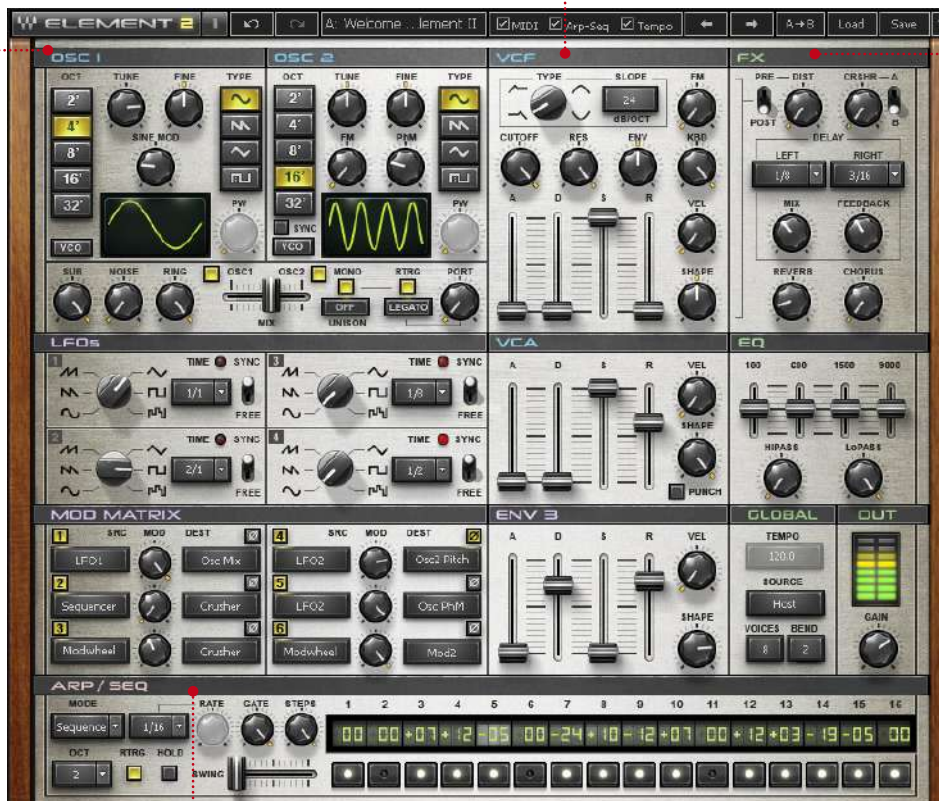 ELEMENT 2 1 A: Welcome ...lement II MIDI Arp-Seq Tempo A→B Load Save
OSC 1 OSC 2 VCF FX
OCT TUNE FINE TYPE OCT TUNE FINE TYPE TYPE SLOPE FM PRE DIST CRSHR A
2' 2' 24 POST B
4' 4' dB/OCT
SINE MOD FM PhM CUTOFF RES ENV KBD DELAY
8' 8' LEFT RIGHT
16' 16' 1/8 3/16
32' PW 32' PW A D S R VEL MIX FEEDBACK
SYNC
VCO VCO
SUB NOISE RING OSC1 OSC2 MONO RTRG PORT SHAPE REVERB CHORUS
OFF LEGATO
MIX UNISON
LFOs VCA EQ
1 TIME SYNC 3 TIME SYNC A D S R VEL 100 1500 9000
1/1 1/8
FREE FREE SHAPE
2 TIME SYNC 4 TIME SYNC HIPASS LoPASS
2/1 1/2
FREE FREE PUNCH
MOD MATRIX ENV 3 GLOBAL OUT
1 SRC MOD DEST 4 SRC MOD DEST A D S R VEL TEMPO
LFO1 Osc Mix LFO2 Osc2 Pitch 120.0
2 5 SOURCE
Sequencer Crusher LFO2 Osc PhM Host
3 6 SHAPE VOICES BEND GAIN
Modwheel Crusher Modwheel Mod2 8 2
ARP/SEQ
MODE RATE GATE STEPS 1 2 3 4 5 6 7 8 9 10 11 12 13 14 15 16
Sequence 1/16 00 00 +07 +12 -05 00 -24 +10 -12 +07 00 +12 +03 -19 -05 00
OCT RTRG HOLD
2 SWING